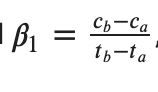 | β₁ = (c_b−c_a)/(t_b−t_a) ,